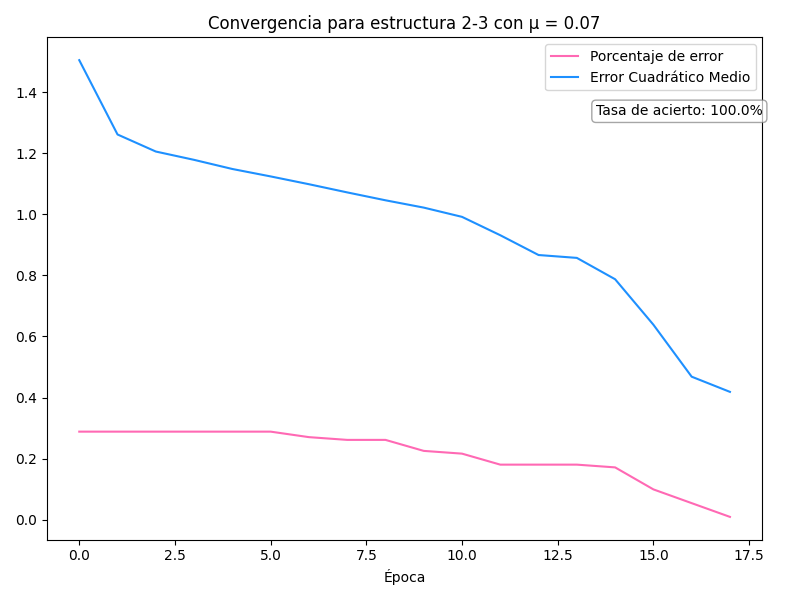 Convergencia para estructura 2-3 con μ = 0.07
Porcentaje de error
Error Cuadrático Medio
Tasa de acierto: 100.0%
1.4
1.2
1.0
0.8
0.6
0.4
0.2
0.0
0.0 2.5 5.0 7.5 10.0 12.5 15.0 17.5
Época